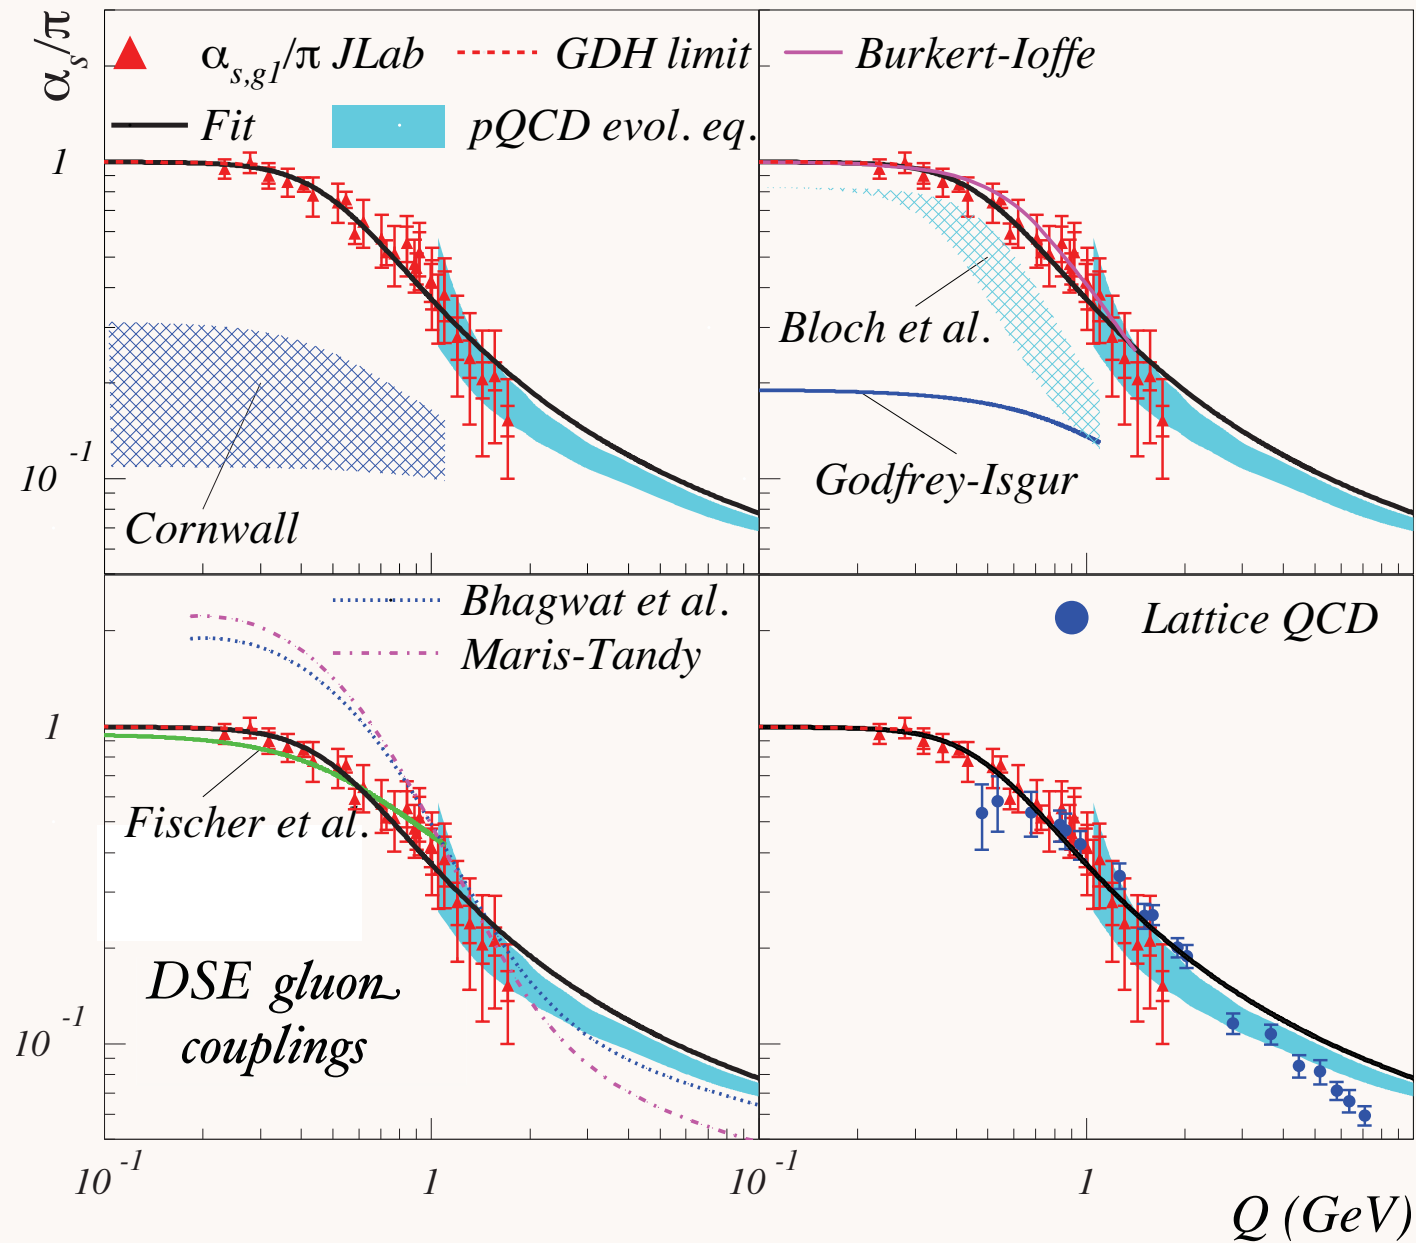 αs/π
αs,g1/π JLab
GDH limit
Burkert-Ioffe
Fit
pQCD evol. eq.
1
Bloch et al.
10 -1
Godfrey-Isgur
Cornwall
Bhagwat et al.
Maris-Tandy
Lattice QCD
1
Fischer et al.
DSE gluon
couplings
10 -1
10 -1
1
10 -1
1
Q (GeV)